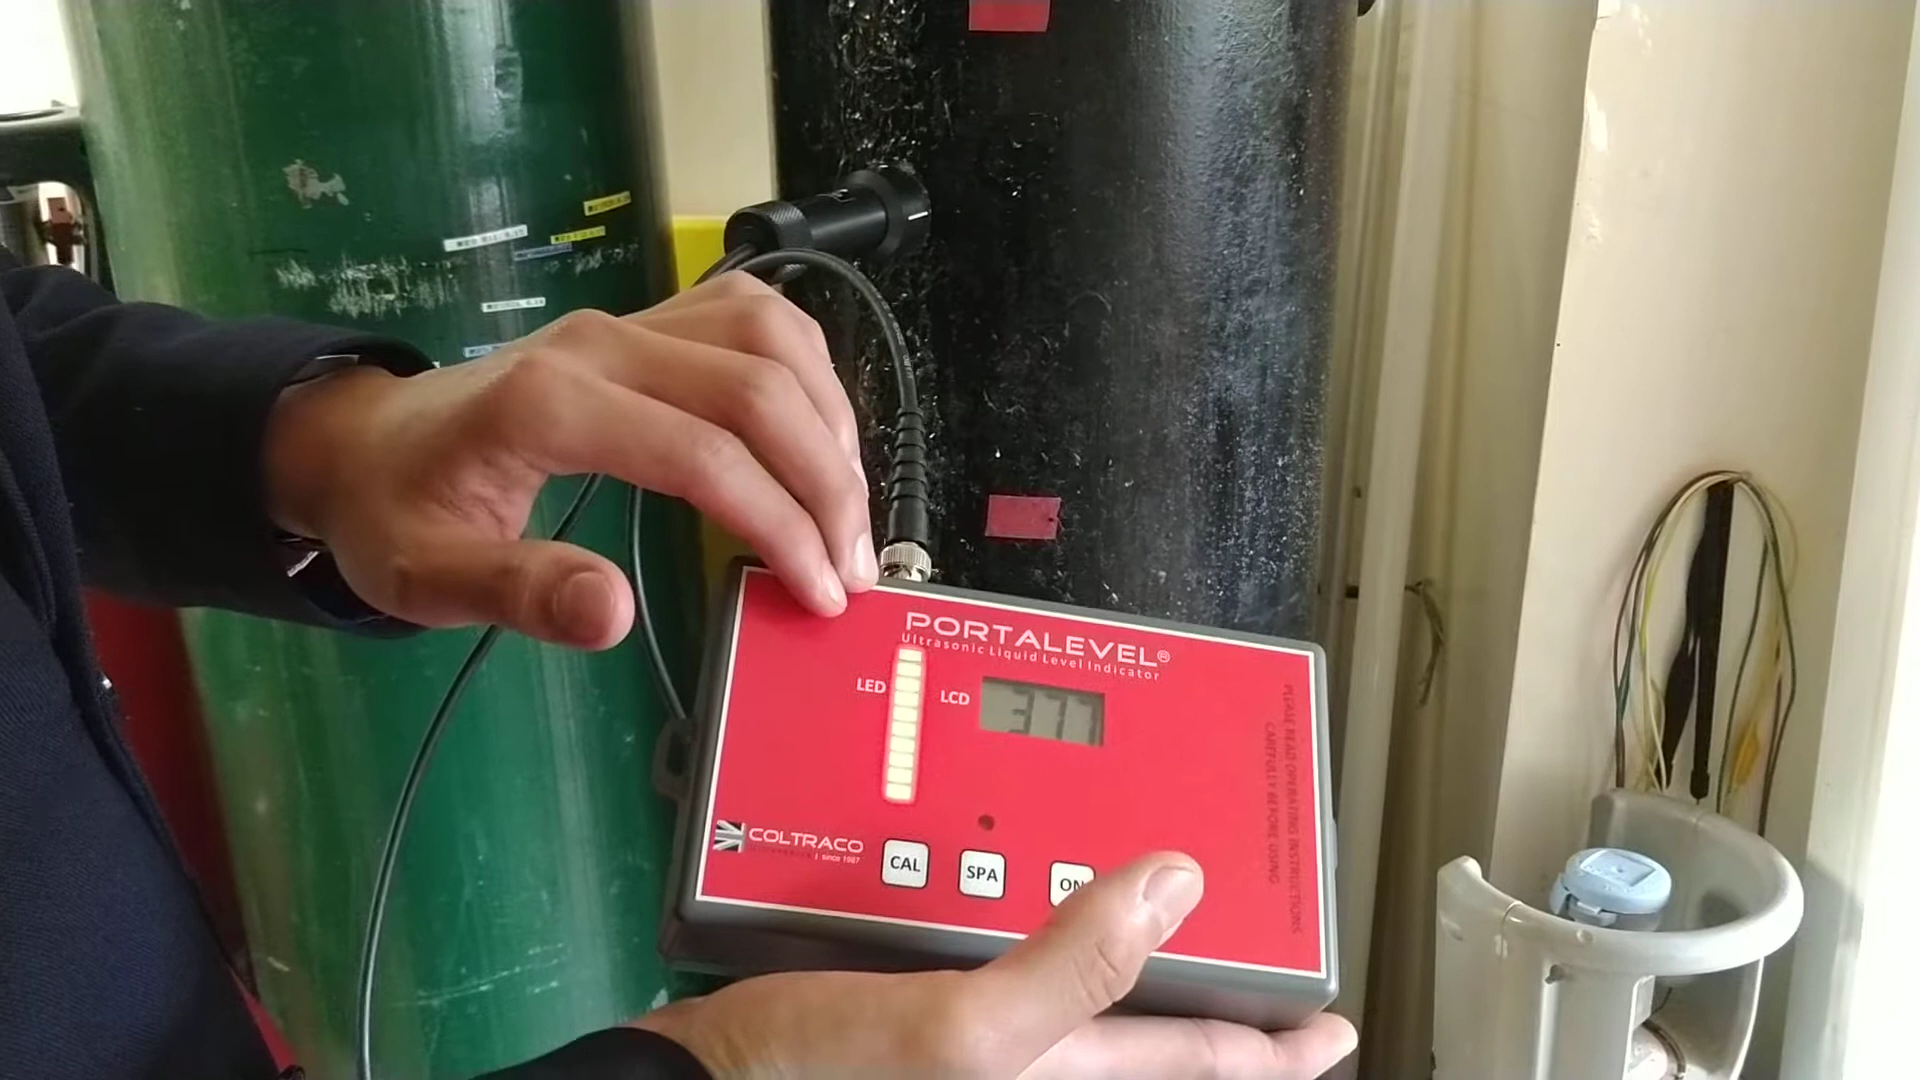 PORTALEVEL®
Ultrasonic Liquid Level Indicator
LED
LCD
377
COLTRACO
since 1987
CAL
SPA
ON
PLEASE READ OPERATING INSTRUCTIONS
CAREFULLY BEFORE USING